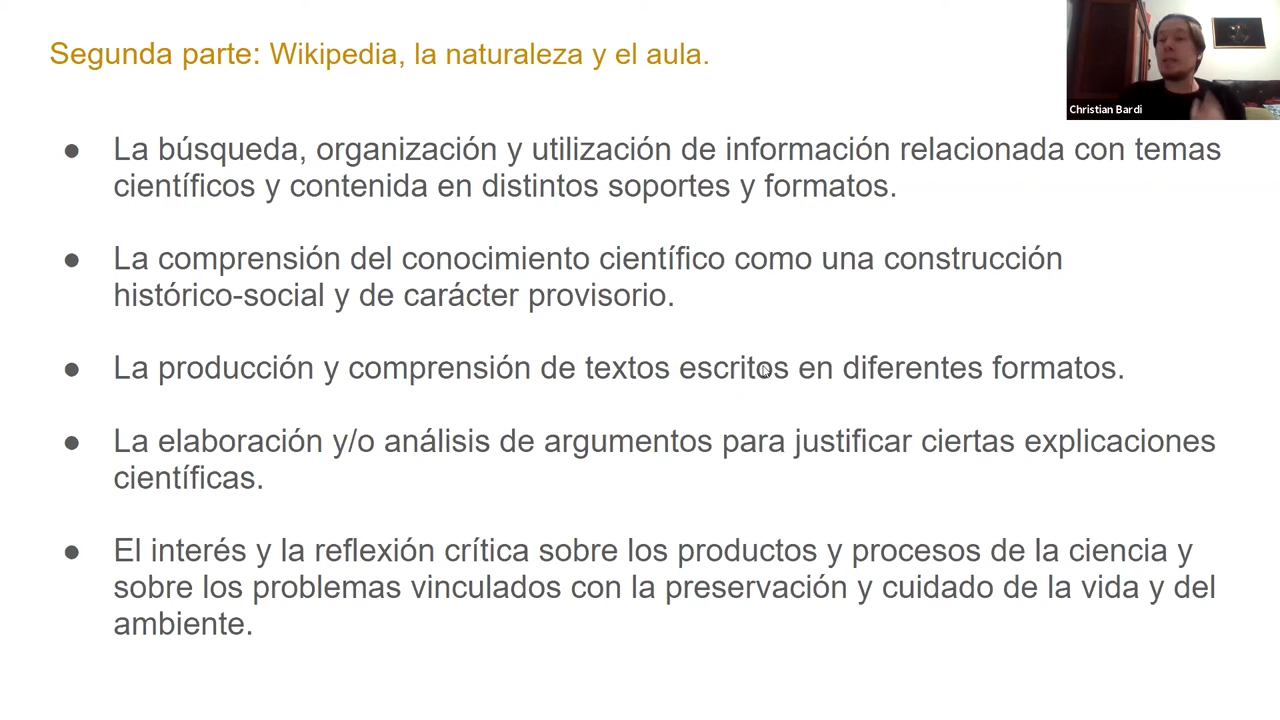 Segunda parte: Wikipedia, la naturaleza y el aula.
Christian Bardi
● La búsqueda, organización y utilización de información relacionada con temas
científicos y contenida en distintos soportes y formatos.
● La comprensión del conocimiento científico como una construcción
histórico-social y de carácter provisorio.
● La producción y comprensión de textos escritos en diferentes formatos.
● La elaboración y/o análisis de argumentos para justificar ciertas explicaciones
científicas.
● El interés y la reflexión crítica sobre los productos y procesos de la ciencia y
sobre los problemas vinculados con la preservación y cuidado de la vida y del
ambiente.